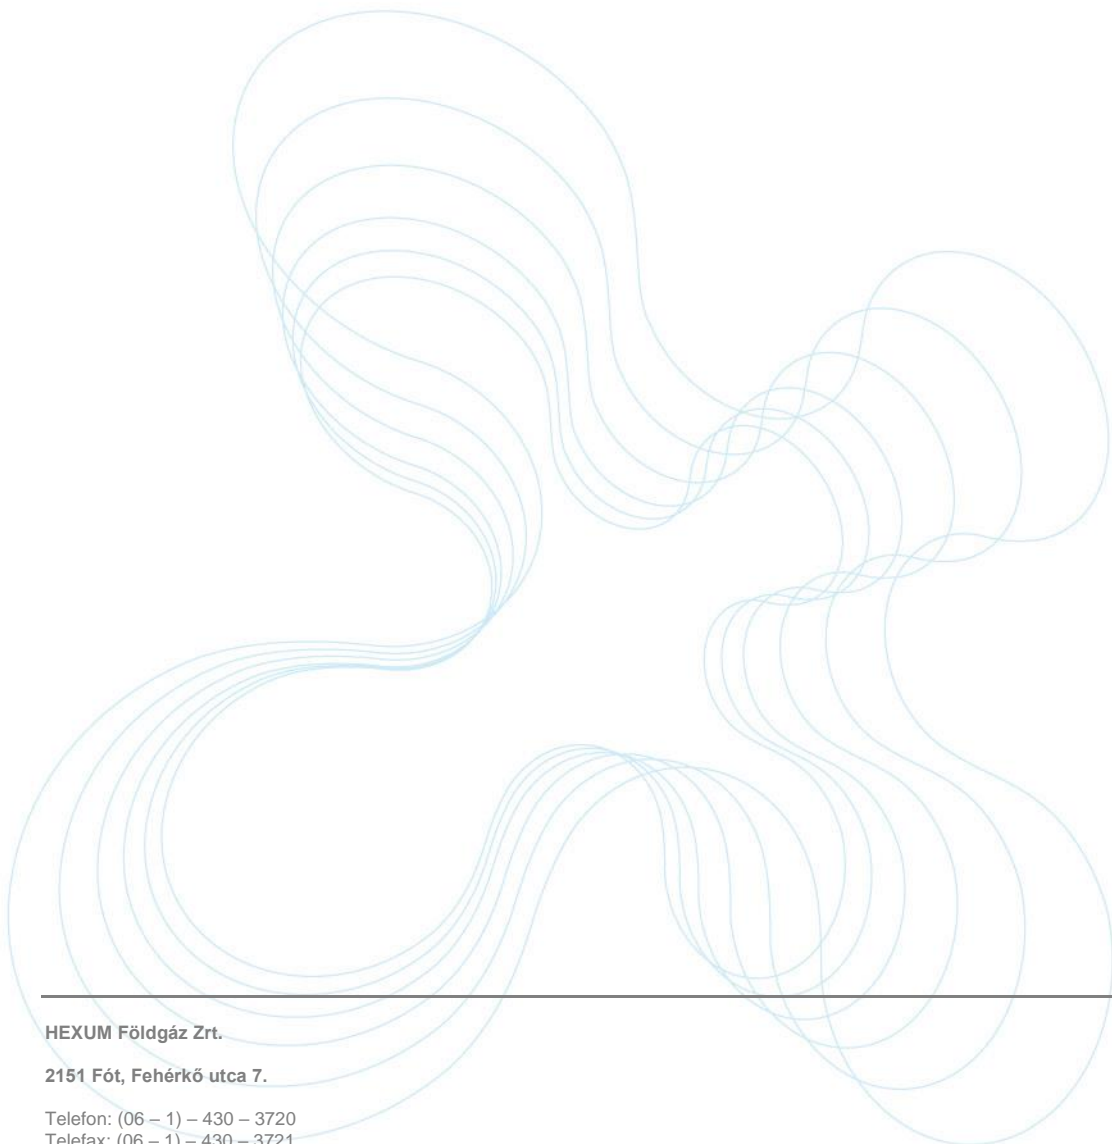 HEXUM Földgáz Zrt.
2151 Fót, Fehérkő utca 7.
Telefon: (06 – 1) – 430 – 3720
Telefax: (06 – 1) – 430 – 3721